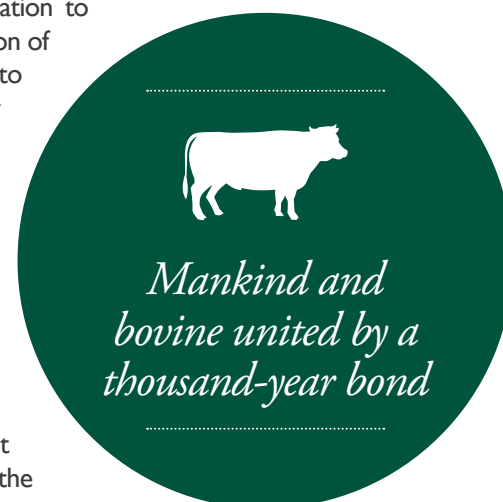 ation to
on of
to
Mankind and
bovine united by a
thousand-year bond
t
the